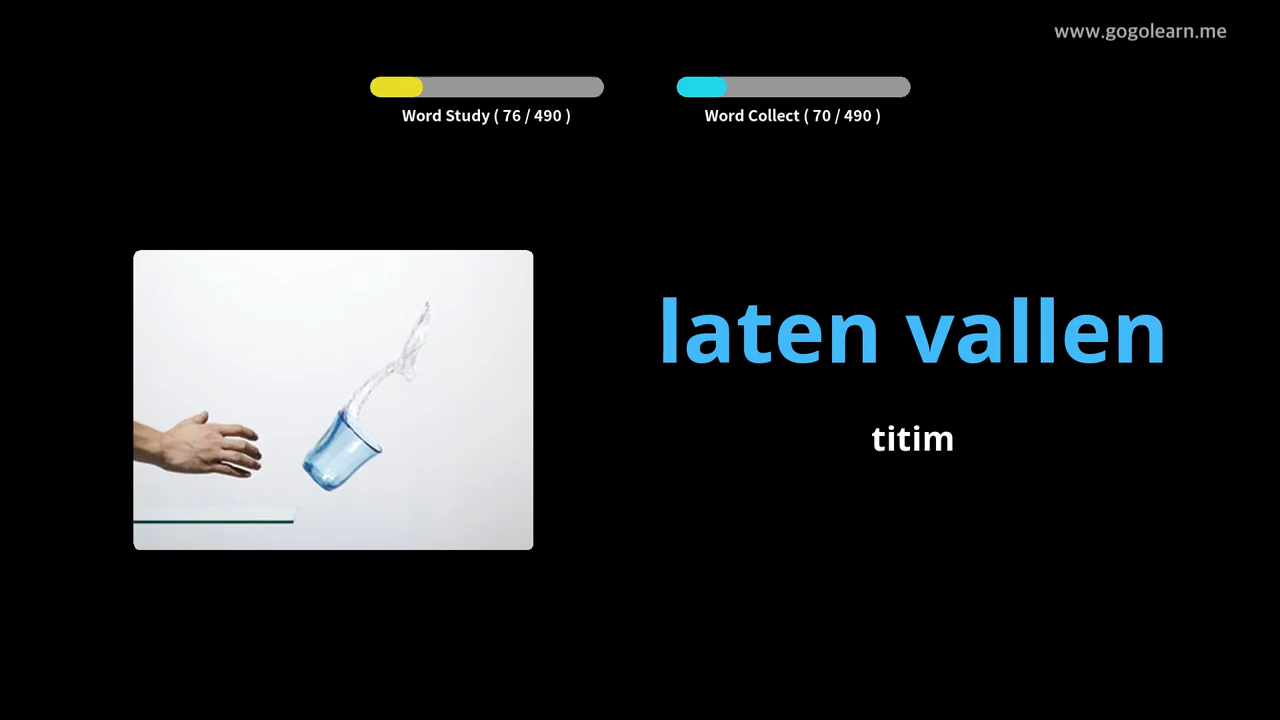 www.gogolearn.me
Word Study ( 76 / 490 )
Word Collect ( 70 / 490 )
laten vallen
titim